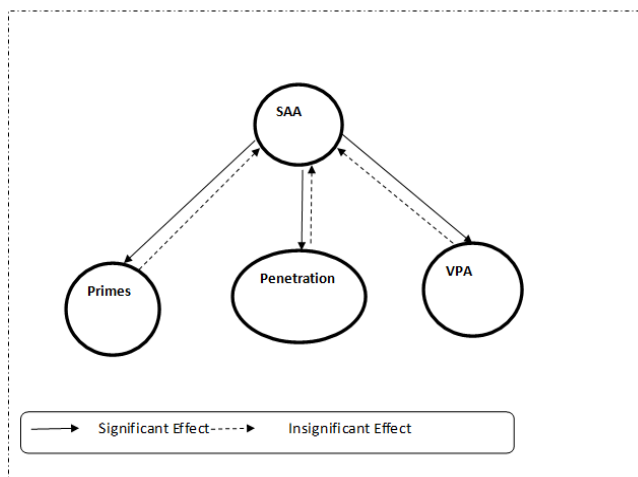 SAA
Primes
Penetration
VPA
Significant Effect
Insignificant Effect